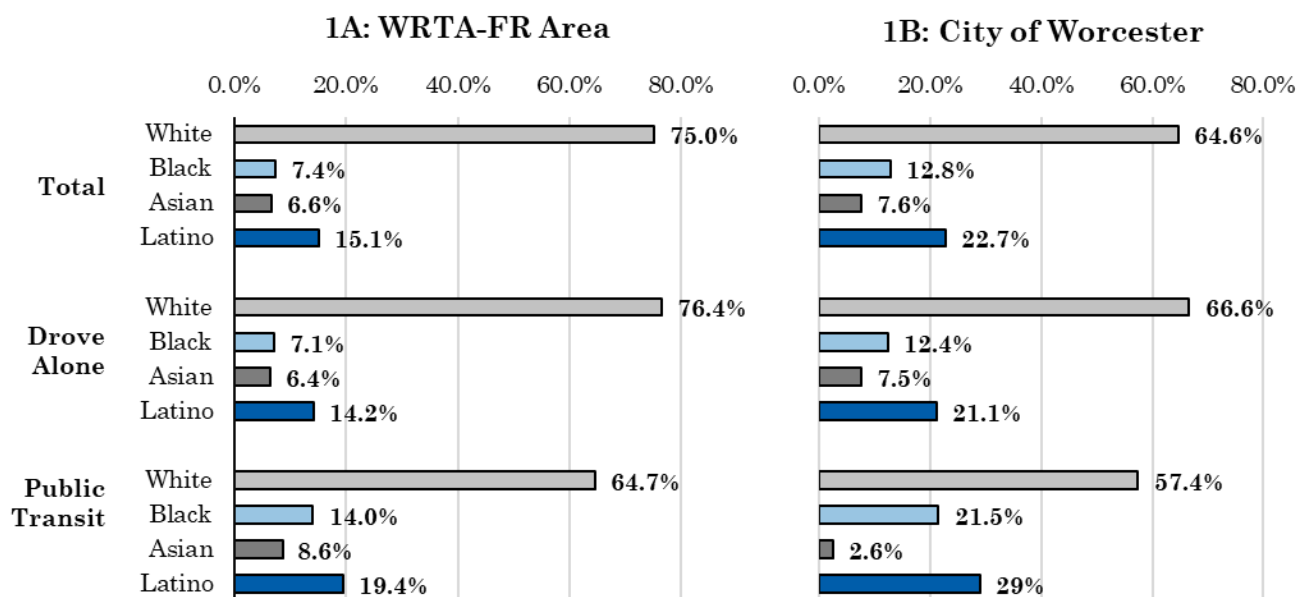 1A: WRTA-FR Area
1B: City of Worcester
0.0% 20.0% 40.0% 60.0% 80.0%
0.0% 20.0% 40.0% 60.0% 80.0%
Total
White 75.0% 64.6%
Black 7.4% 12.8%
Asian 6.6% 7.6%
Latino 15.1% 22.7%
Drove
Alone
White 76.4% 66.6%
Black 7.1% 12.4%
Asian 6.4% 7.5%
Latino 14.2% 21.1%
Public
Transit
White 64.7% 57.4%
Black 14.0% 21.5%
Asian 8.6% 2.6%
Latino 19.4% 29%